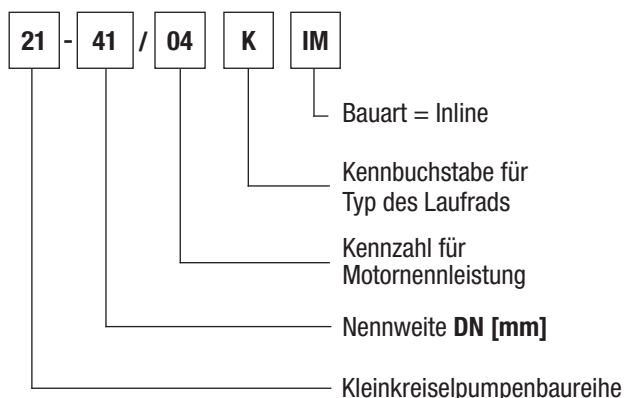 21 - 41 / 04 K IM
Bauart = Inline
Kennbuchstabe für
Typ des Laufrads
Kennzahl für
Motornennleistung
Nennweite DN [mm]
Kleinkreiselpumpenbaureihe